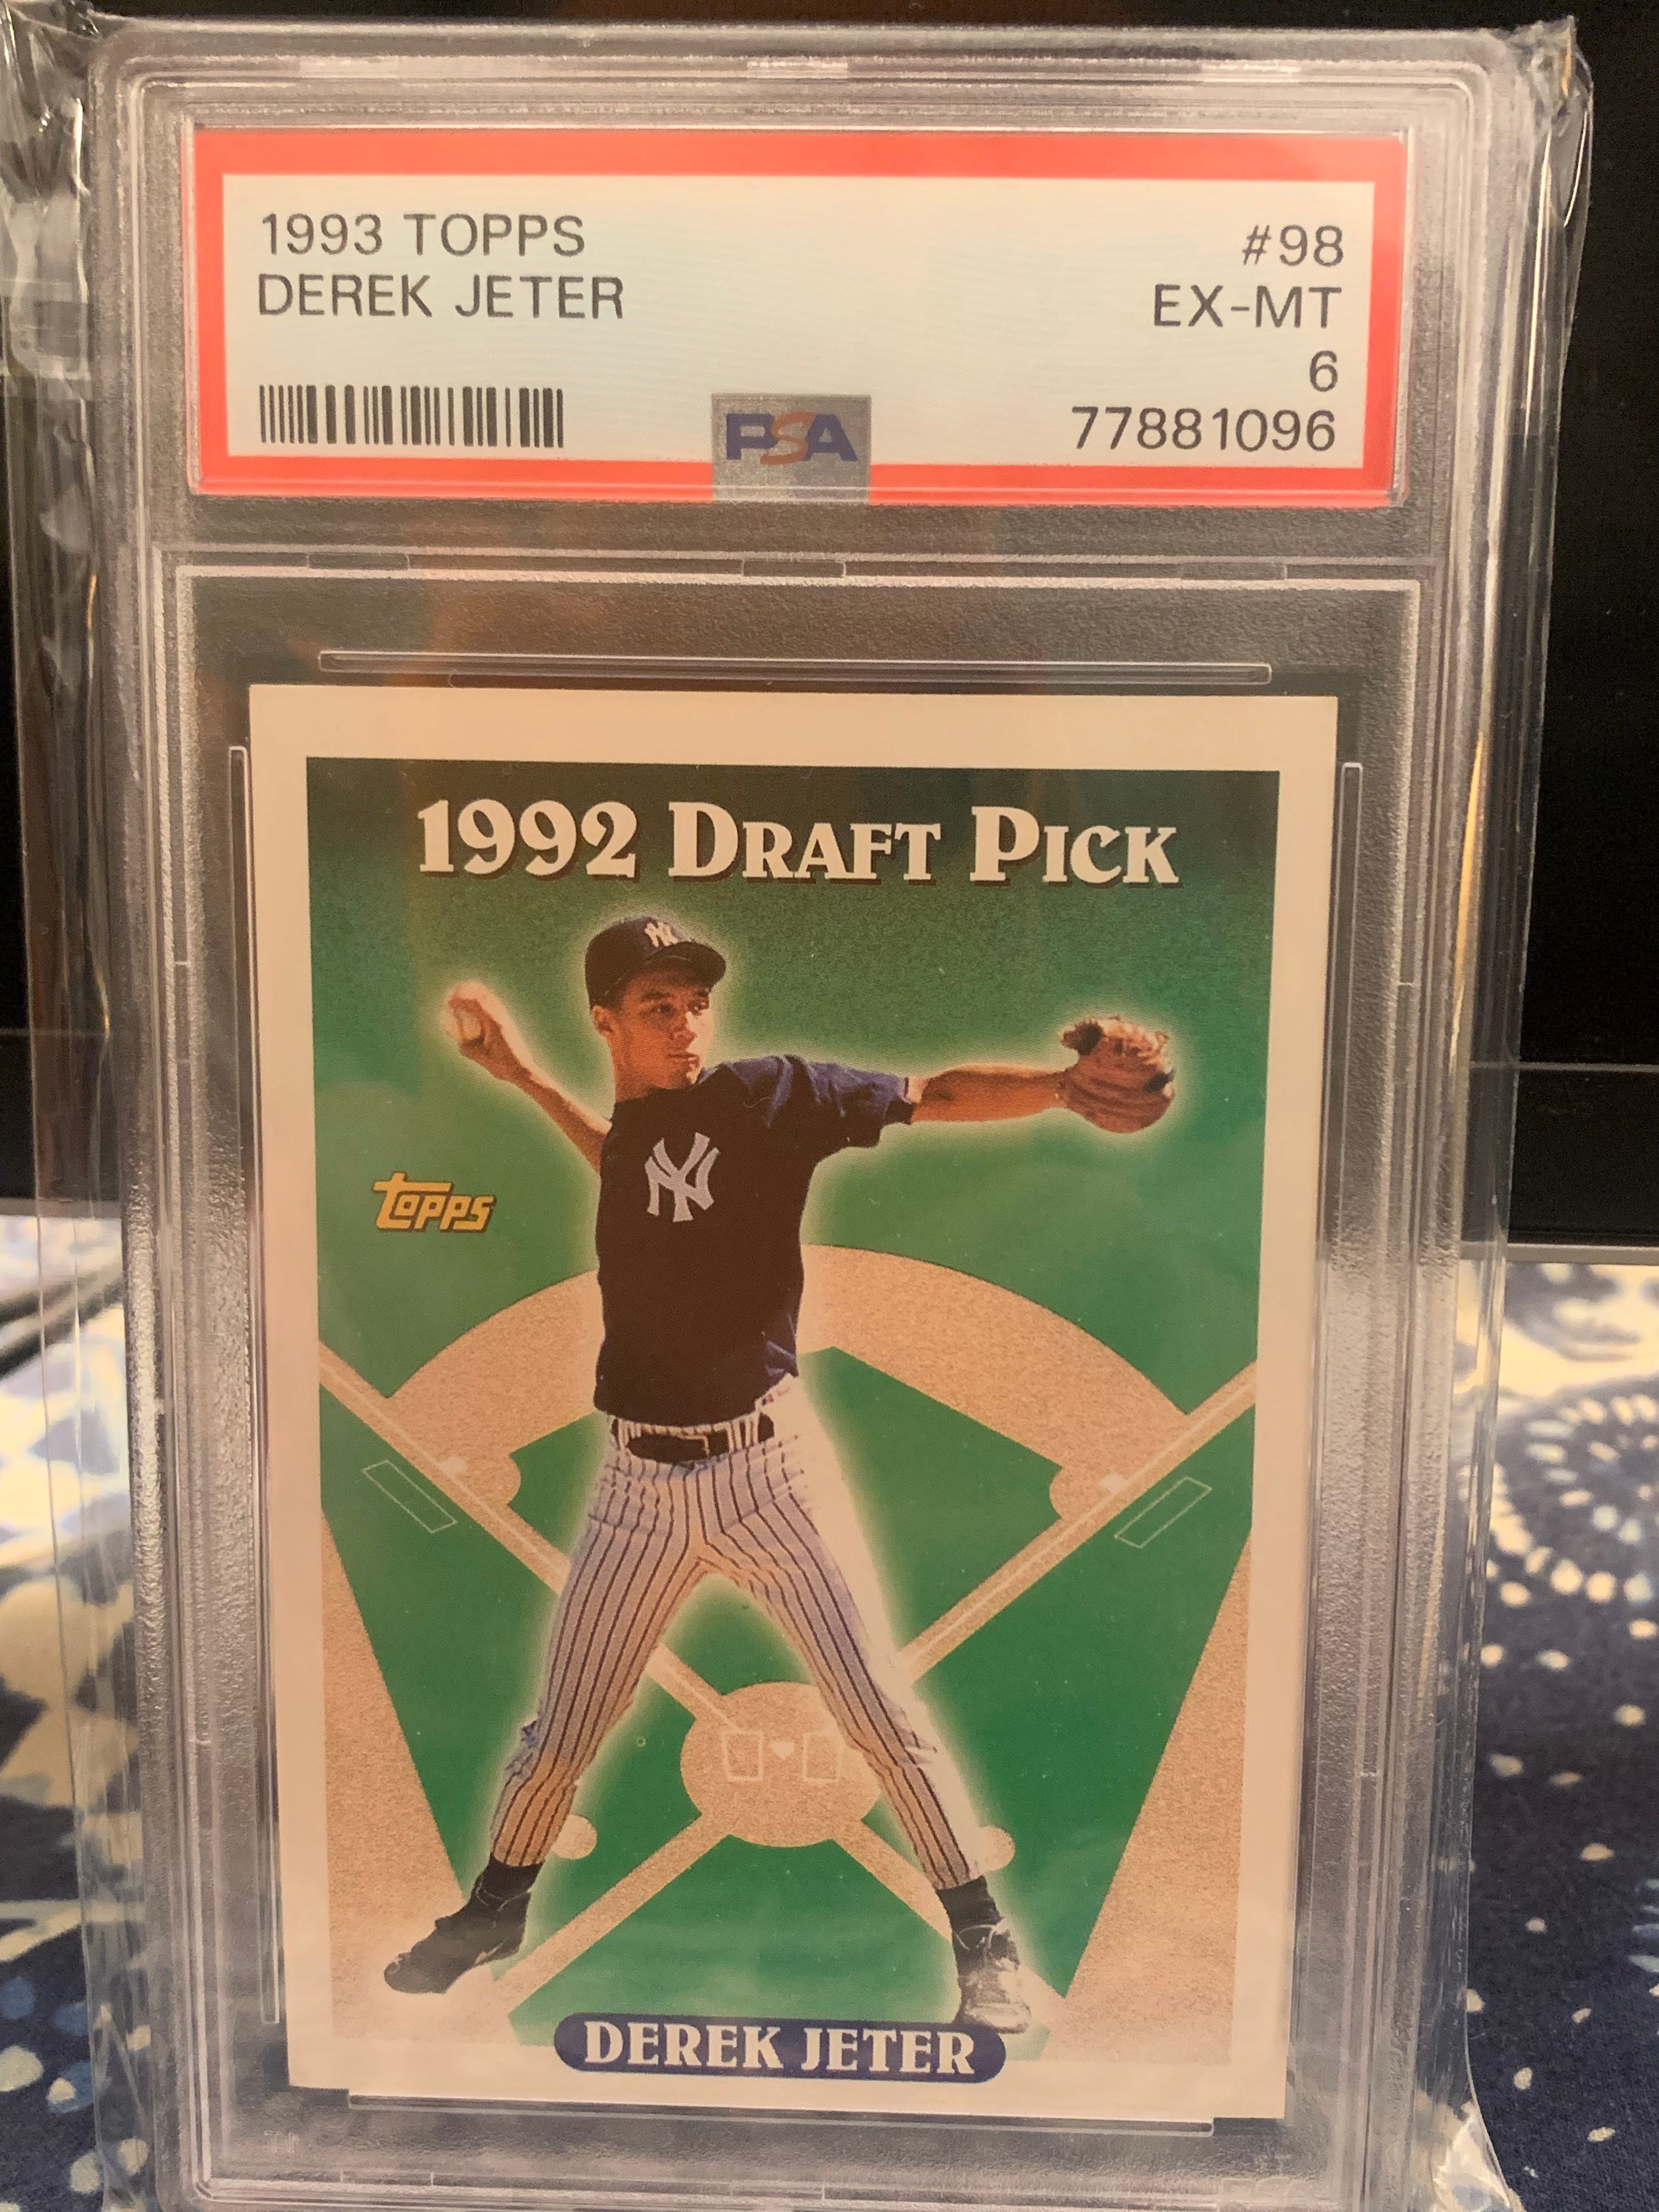 1993 TOPPS #98
DEREK JETER EX-MT
6
PSA 77881096
1992 DRAFT PICK
NY
NY
topps
DEREK JETER